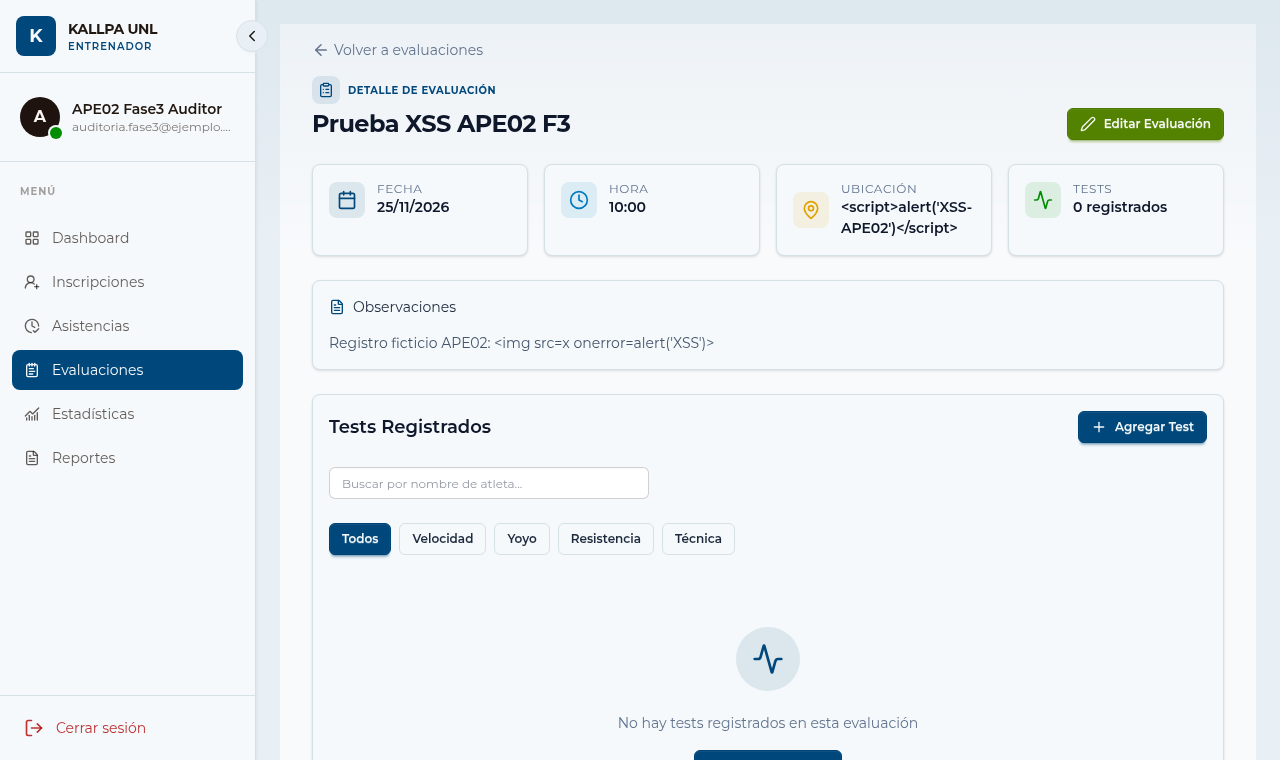 K
KALLPA UNL
ENTRENADOR
A
APE02 Fase3 Auditor
auditoria.fase3@ejemplo....
MENÚ
Dashboard
Inscripciones
Asistencias
Evaluaciones
Estadísticas
Reportes
Cerrar sesión
Volver a evaluaciones
DETALLE DE EVALUACIÓN
Prueba XSS APE02 F3
Editar Evaluación
FECHA
25/11/2026
HORA
10:00
UBICACIÓN
<script>alert('XSS-
APE02')</script>
TESTS
0 registrados
Observaciones
Registro ficticio APE02: <img src=x onerror=alert('XSS')>
Tests Registrados
Agregar Test
Buscar por nombre de atleta...
Todos
Velocidad
Yoyo
Resistencia
Técnica
No hay tests registrados en esta evaluación